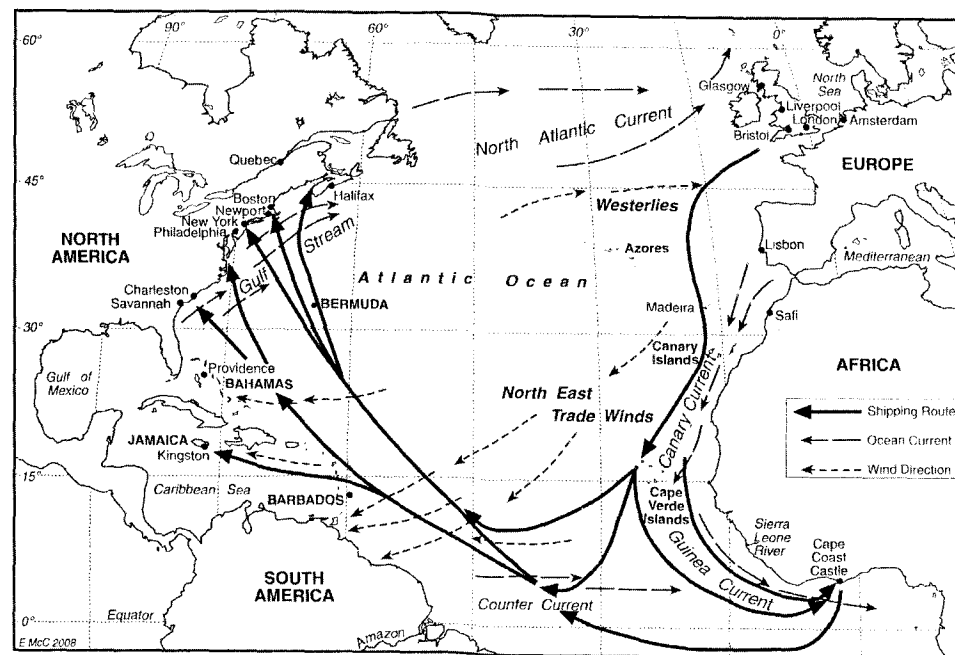 90°
60°
30°
0°
60°
45°
30°
15°
0°
Glasgow
North
Sea
Liverpool
London
Amsterdam
Bristol
North Atlantic Current
EUROPE
Quebec
Halifax
Boston
Newport
New York
Philadelphia
Westerlies
NORTH
AMERICA
Gulf Stream
Azores
Lisbon
Mediterranean
Atlantic Ocean
Charleston
Savannah
BERMUDA
Madeira
Safi
Canary
Islands
Gulf of
Mexico
Providence
BAHAMAS
AFRICA
North East
Trade Winds
Canary Current
Shipping Route
Ocean Current
Wind Direction
JAMAICA
Kingston
Caribbean Sea
BARBADOS
Cape
Verde
Islands
Sierra
Leone
River
Cape
Coast
Castle
Guinea Current
SOUTH
AMERICA
Counter Current
Equator
Amazon
E McC 2008